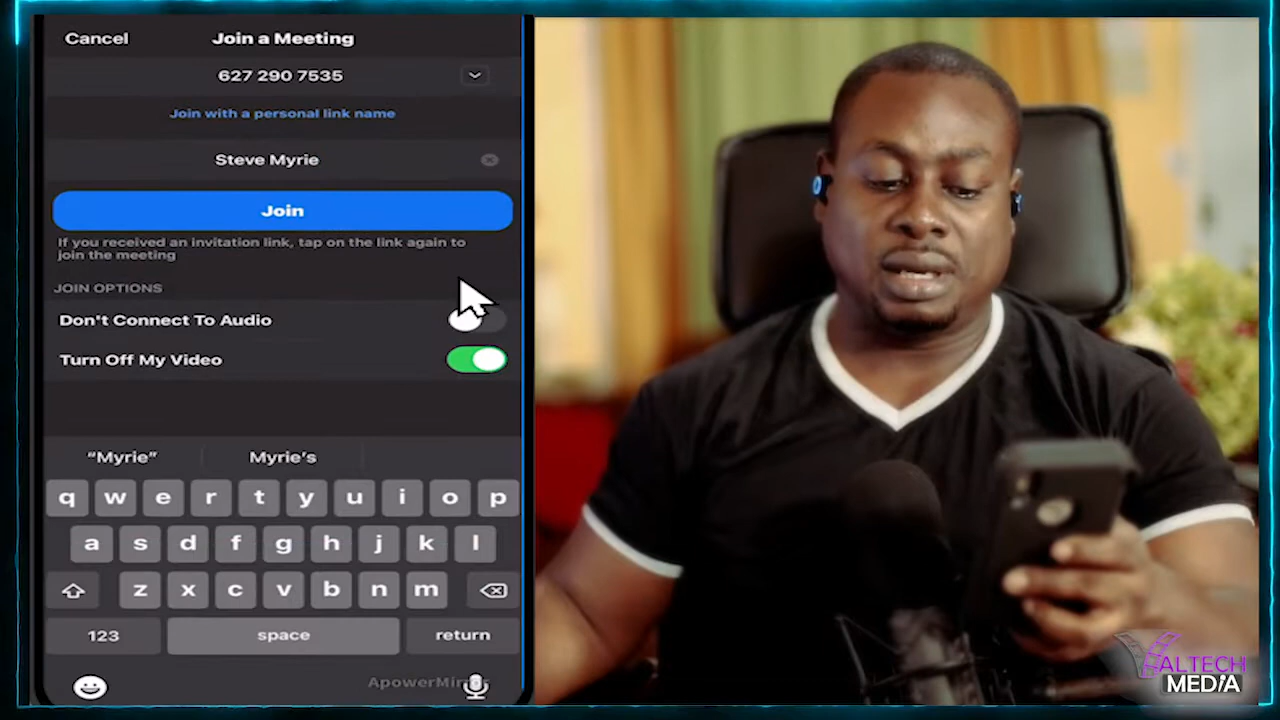 Cancel
Join a Meeting
627 290 7535
Join with a personal link name
Steve Myrie
Join
If you received an invitation link, tap on the link again to
join the meeting
JOIN OPTIONS
Don't Connect To Audio
Turn Off My Video
“Myrie” Myrie's
q w e r t y u i o p
a s d f g h j k l
z x c v b n m
123 space return
ALTECH
MEDIA